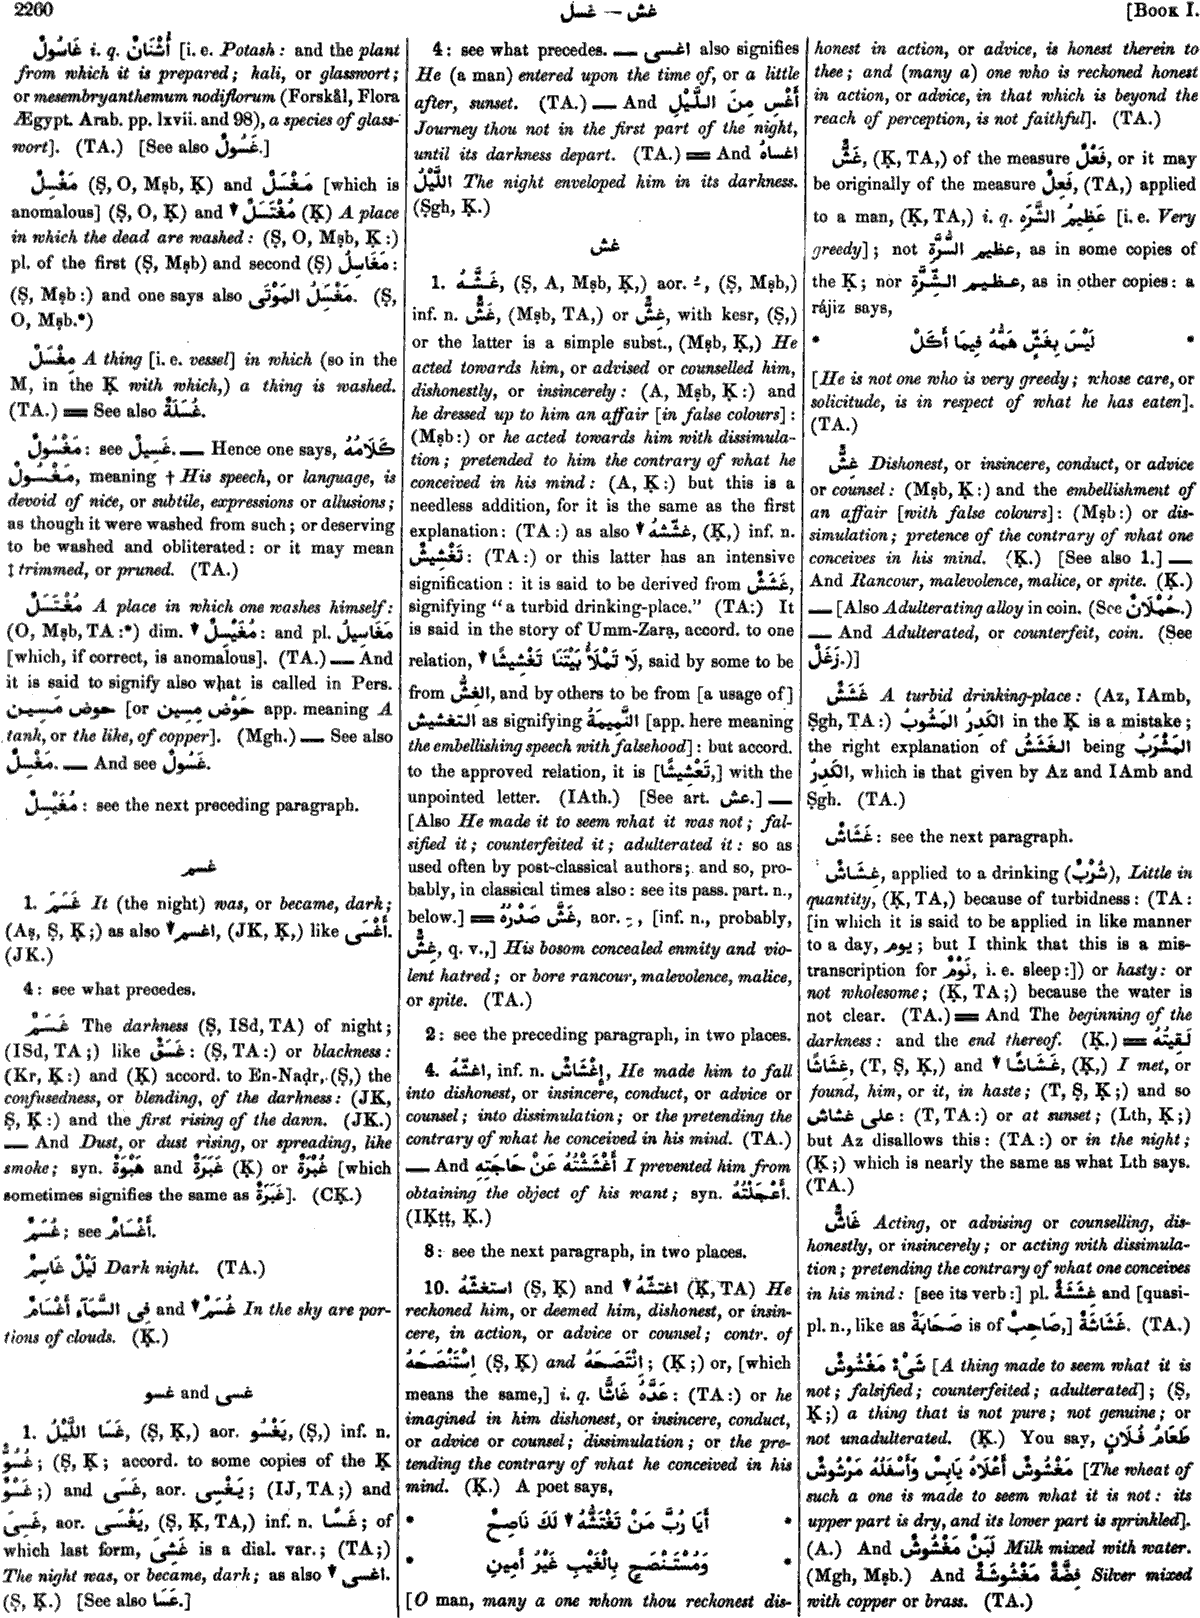 2260
غسل — غش
[Book I.
غَاسُولٌ i. q. أُشْنَانٌ [i. e. Potash: and the plant
from which it is prepared; kali, or glasswort;
or mesembryanthemum nodiflorum (Forskål, Flora
Ægypt. Arab. pp. lxvii. and 98), a species of glass-
wort]. (TA.) [See also غَسُولٌ.]
مَغْسِلٌ (Ṣ, O, Mṣb, Ḳ) and مَغْسَلٌ [which is
anomalous] (Ṣ, O, Ḳ) and ▼ مُغْتَسَلٌ (Ḳ) A place
in which the dead are washed: (Ṣ, O, Mṣb, Ḳ:)
pl. of the first (Ṣ, Mṣb) and second (Ṣ) مَغَاسِلُ:
(Ṣ, Mṣb:) and one says also مَغْسَلُ المَوْتَى. (Ṣ,
O, Mṣb.*)
مِغْسَلٌ A thing [i. e. vessel] in which (so in the
M, in the Ḳ with which,) a thing is washed.
(TA.) ═ See also غُسْلَةٌ.
مَغْسُولٌ: see غَسِيلٌ. — Hence one says, كَلَامُهُ
مَغْسُولٌ, meaning † His speech, or language, is
devoid of nice, or subtile, expressions or allusions;
as though it were washed from such; or deserving
to be washed and obliterated: or it may mean
‡ trimmed, or pruned. (TA.)
مُغْتَسَلٌ A place in which one washes himself:
(O, Mṣb, TA:*) dim. ▼ مُغَيْسِلٌ: and pl. مَغَاسِيلُ
[which, if correct, is anomalous]. (TA.) — And
it is said to signify also what is called in Pers.
حوض مسين [or حَوْضِ مِسِين app. meaning A
tank, or the like, of copper]. (Mgh.) — See also
مَغْسِلٌ. — And see غَسُولٌ.
مُغَيْسِلٌ: see the next preceding paragraph.
غسم
1. غَسَمَ It (the night) was, or became, dark;
(Aṣ, Ṣ, Ḳ;) as also ▼ اغسم, (JK, Ḳ,) like أَغْسَى.
(JK.)
4: see what precedes.
غَسَمٌ The darkness (Ṣ, ISd, TA) of night;
(ISd, TA;) like غَسَقٌ: (Ṣ, TA:) or blackness:
(Kr, Ḳ:) and (Ḳ) accord. to En-Naḍr, (Ṣ,) the
confusedness, or blending, of the darkness: (JK,
Ṣ, Ḳ:) and the first rising of the dawn. (JK.)
— And Dust, or dust rising, or spreading, like
smoke; syn. هَبْوَةٌ and غَبَرَةٌ (Ḳ) or غُبْرَةٌ [which
sometimes signifies the same as غَبَرَةٌ]. (CḲ.)
غُسَمٌ; see أَغْسَامٌ.
لَيْلٌ غَاسِمٌ Dark night. (TA.)
فِى السَّمَآءِ أَغْسَامٌ and ▼ غُسَمٌ In the sky are por-
tions of clouds. (Ḳ.)
غسو and غسى
1. غَسَا اللَّيْلُ, (Ṣ, Ḳ,) aor. يَغْسُو, (Ṣ,) inf. n.
غُسُوٌّ; (Ṣ, Ḳ; accord. to some copies of the Ḳ
غَسْوٌ;) and غَسَى, aor. يَغْسِى; (IJ, TA;) and
غَسِىَ, aor. يَغْسَى, (Ṣ, Ḳ, TA,) inf. n. غَسًا; of
which last form, غَشِىَ is a dial. var.; (TA;)
The night was, or became, dark; as also ▼ اغسى.
(Ṣ, Ḳ.) [See also عَسَا.]
4: see what precedes. — اغسى also signifies
He (a man) entered upon the time of, or a little
after, sunset. (TA.) — And أَغْسِ مِنَ اللَّيْلِ
Journey thou not in the first part of the night,
until its darkness depart. (TA.) ═ And اغساهُ
اللَّيْلُ The night enveloped him in its darkness.
(Ṣgh, Ḳ.)
غش
1. غَشَّهُ, (Ṣ, A, Mṣb, Ḳ,) aor. ـُ, (Ṣ, Mṣb,)
inf. n. غَشٌّ, (Mṣb, TA,) or غِشٌّ, with kesr, (Ṣ,)
or the latter is a simple subst., (Mṣb, Ḳ,) He
acted towards him, or advised or counselled him,
dishonestly, or insincerely: (A, Mṣb, Ḳ:) and
he dressed up to him an affair [in false colours]:
(Mṣb:) or he acted towards him with dissimula-
tion; pretended to him the contrary of what he
conceived in his mind: (A, Ḳ:) but this is a
needless addition, for it is the same as the first
explanation: (TA:) as also ▼ غشّشهُ, (Ḳ,) inf. n.
تَغْشِيشٌ: (TA:) or this latter has an intensive
signification: it is said to be derived from غَشَشٌ,
signifying “a turbid drinking-place.” (TA:) It
is said in the story of Umm-Zarạ, accord. to one
relation, ▼ لَا تَمْلَأُ بَيْتَنَا تَغْشِيشًا, said by some to be
from الغِشُّ, and by others to be from [a usage of]
التغشيش as signifying النَّمِيمَةُ [app. here meaning
the embellishing speech with falsehood]: but accord.
to the approved relation, it is [تَعْشِيشًا,] with the
unpointed letter. (IAth.) [See art. عش.] —
[Also He made it to seem what it was not; fal-
sified it; counterfeited it; adulterated it: so as
used often by post-classical authors; and so, pro-
bably, in classical times also: see its pass. part. n.,
below.] ═ غَشَّ صَدْرُهُ, aor. ـِ, [inf. n., probably,
غِشٌّ, q. v.,] His bosom concealed enmity and vio-
lent hatred; or bore rancour, malevolence, malice,
or spite. (TA.)
2: see the preceding paragraph, in two places.
4. اغشّهُ, inf. n. إِغْشَاشٌ, He made him to fall
into dishonest, or insincere, conduct, or advice or
counsel; into dissimulation; or the pretending the
contrary of what he conceived in his mind. (TA.)
— And أَغْشَشْتُهُ عَنْ حَاجَتِهِ I prevented him from
obtaining the object of his want; syn. أَعْجَلْتُهُ.
(IḲṭṭ, Ḳ.)
8: see the next paragraph, in two places.
10. استغشّهُ (Ṣ, Ḳ) and ▼ اغتشّهُ (Ḳ, TA) He
reckoned him, or deemed him, dishonest, or insin-
cere, in action, or advice or counsel; contr. of
اِسْتَنْصَحَهُ (Ṣ, Ḳ) and انْتَصَحَهُ; (Ḳ;) or, [which
means the same,] i. q. عَدَّهُ غَاشًّا: (TA:) or he
imagined in him dishonest, or insincere, conduct,
or advice or counsel; dissimulation; or the pre-
tending the contrary of what he conceived in his
mind. (Ḳ.) A poet says,
* أَيَا رُبَّ مَنْ تَغْتَشُّهُ ▼ لَكَ نَاصِحٌ *
* وَمُسْتَنْصَحٍ بِالْغَيْبِ غَيْرُ أَمِينِ *
[O man, many a one whom thou reckonest dis-
honest in action, or advice, is honest therein to
thee; and (many a) one who is reckoned honest
in action, or advice, in that which is beyond the
reach of perception, is not faithful]. (TA.)
غَشٌّ, (Ḳ, TA,) of the measure فَعْلٌ, or it may
be originally of the measure فَعِلٌ, (TA,) applied
to a man, (Ḳ, TA,) i. q. عَظِيمُ الشَّرَهِ [i. e. Very
greedy]; not عظيم السُّرَّةِ, as in some copies of
the Ḳ; nor عظيم الشِّرَّةِ, as in other copies: a
rájiz says,
* لَيْسَ بِغَشٍّ هَمُّهُ فِيمَا أَكَلْ *
[He is not one who is very greedy; whose care, or
solicitude, is in respect of what he has eaten].
(TA.)
غِشٌّ Dishonest, or insincere, conduct, or advice
or counsel: (Mṣb, Ḳ:) and the embellishment of
an affair [with false colours]: (Mṣb:) or dis-
simulation; pretence of the contrary of what one
conceives in his mind. (Ḳ.) [See also 1.] —
And Rancour, malevolence, malice, or spite. (Ḳ.)
— [Also Adulterating alloy in coin. (See حُمْلَانٌ.)
— And Adulterated, or counterfeit, coin. (See
زَغَلٌ.)]
غَشَشٌ A turbid drinking-place: (Az, IAmb,
Ṣgh, TA:) الكَدِرُ المَشُوبُ in the Ḳ is a mistake;
the right explanation of الغَشَشُ being المَشْرَبُ
الكَدِرُ, which is that given by Az and IAmb and
Ṣgh. (TA.)
غَشَاشٌ: see the next paragraph.
غِشَاشٌ, applied to a drinking (شُرْبٌ), Little in
quantity, (Ḳ, TA,) because of turbidness: (TA:
[in which it is said to be applied in like manner
to a day, يوم; but I think that this is a mis-
transcription for نَوْمٌ, i. e. sleep:]) or hasty: or
not wholesome; (Ḳ, TA;) because the water is
not clear. (TA.) ═ And The beginning of the
darkness: and the end thereof. (Ḳ.) ═ لَقِيتُهُ
غِشَاشًا, (T, Ṣ, Ḳ,) and ▼ غَشَاشًا, (Ḳ,) I met, or
found, him, or it, in haste; (T, Ṣ, Ḳ;) and so
على غشاش: (T, TA:) or at sunset; (Lth, Ḳ;)
but Az disallows this: (TA:) or in the night;
(Ḳ;) which is nearly the same as what Lth says.
(TA.)
غَاشٌّ Acting, or advising or counselling, dis-
honestly, or insincerely; or acting with dissimula-
tion; pretending the contrary of what one conceives
in his mind: [see its verb:] pl. غَشَشَةٌ and [quasi-
pl. n., like as صَحَابَةٌ is of صَاحِبٌ,] غَشَاشَةٌ. (TA.)
شَىْءٌ مَغْشُوشٌ [A thing made to seem what it is
not; falsified; counterfeited; adulterated]; (Ṣ,
Ḳ;) a thing that is not pure; not genuine; or
not unadulterated. (Ḳ.) You say, طَعَامُ فُلَانٍ
مَغْشُوشٌ أَعْلَاهُ يَابِسٌ وَأَسْفَلُهُ مَرْشُوشٌ [The wheat of
such a one is made to seem what it is not: its
upper part is dry, and its lower part is sprinkled].
(A.) And لَبَنٌ مَغْشُوشٌ Milk mixed with water.
(Mgh, Mṣb.) And فِضَّةٌ مَغْشُوشَةٌ Silver mixed
with copper or brass. (TA.)